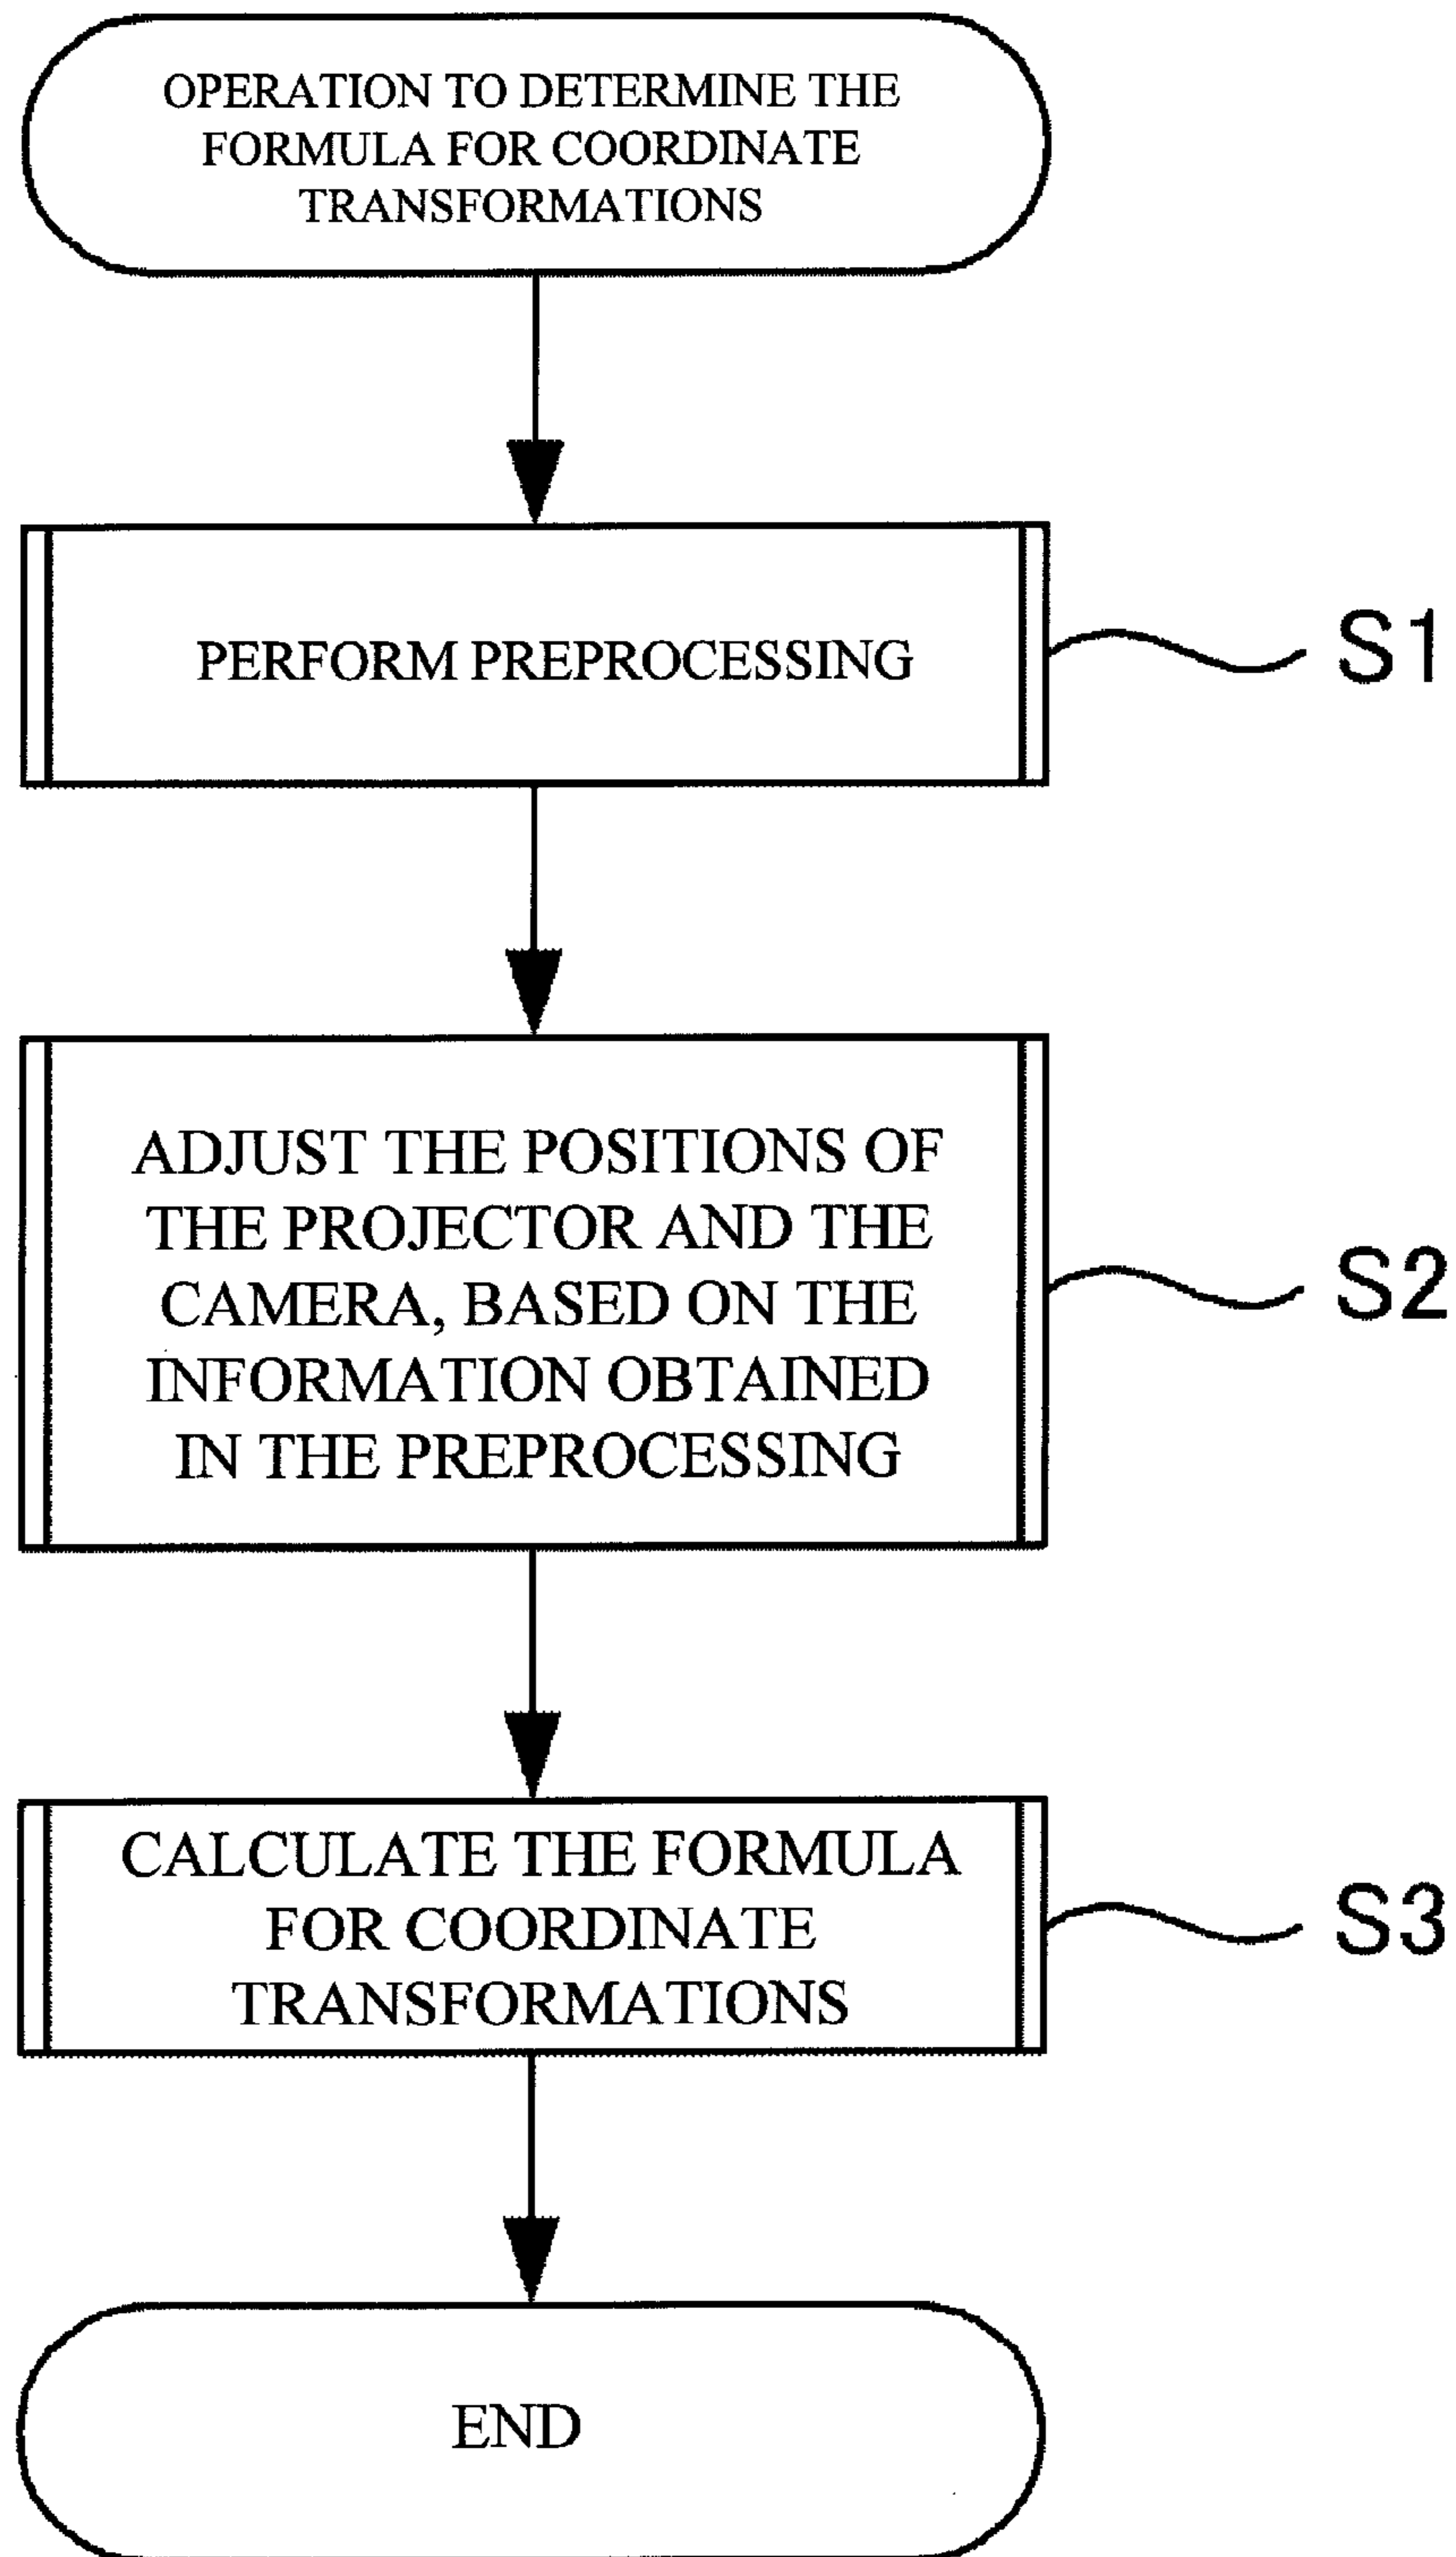 OPERATION TO DETERMINE THE
FORMULA FOR COORDINATE
TRANSFORMATIONS
PERFORM PREPROCESSING
S1
ADJUST THE POSITIONS OF
THE PROJECTOR AND THE
CAMERA, BASED ON THE
INFORMATION OBTAINED
IN THE PREPROCESSING
S2
CALCULATE THE FORMULA
FOR COORDINATE
TRANSFORMATIONS
S3
END